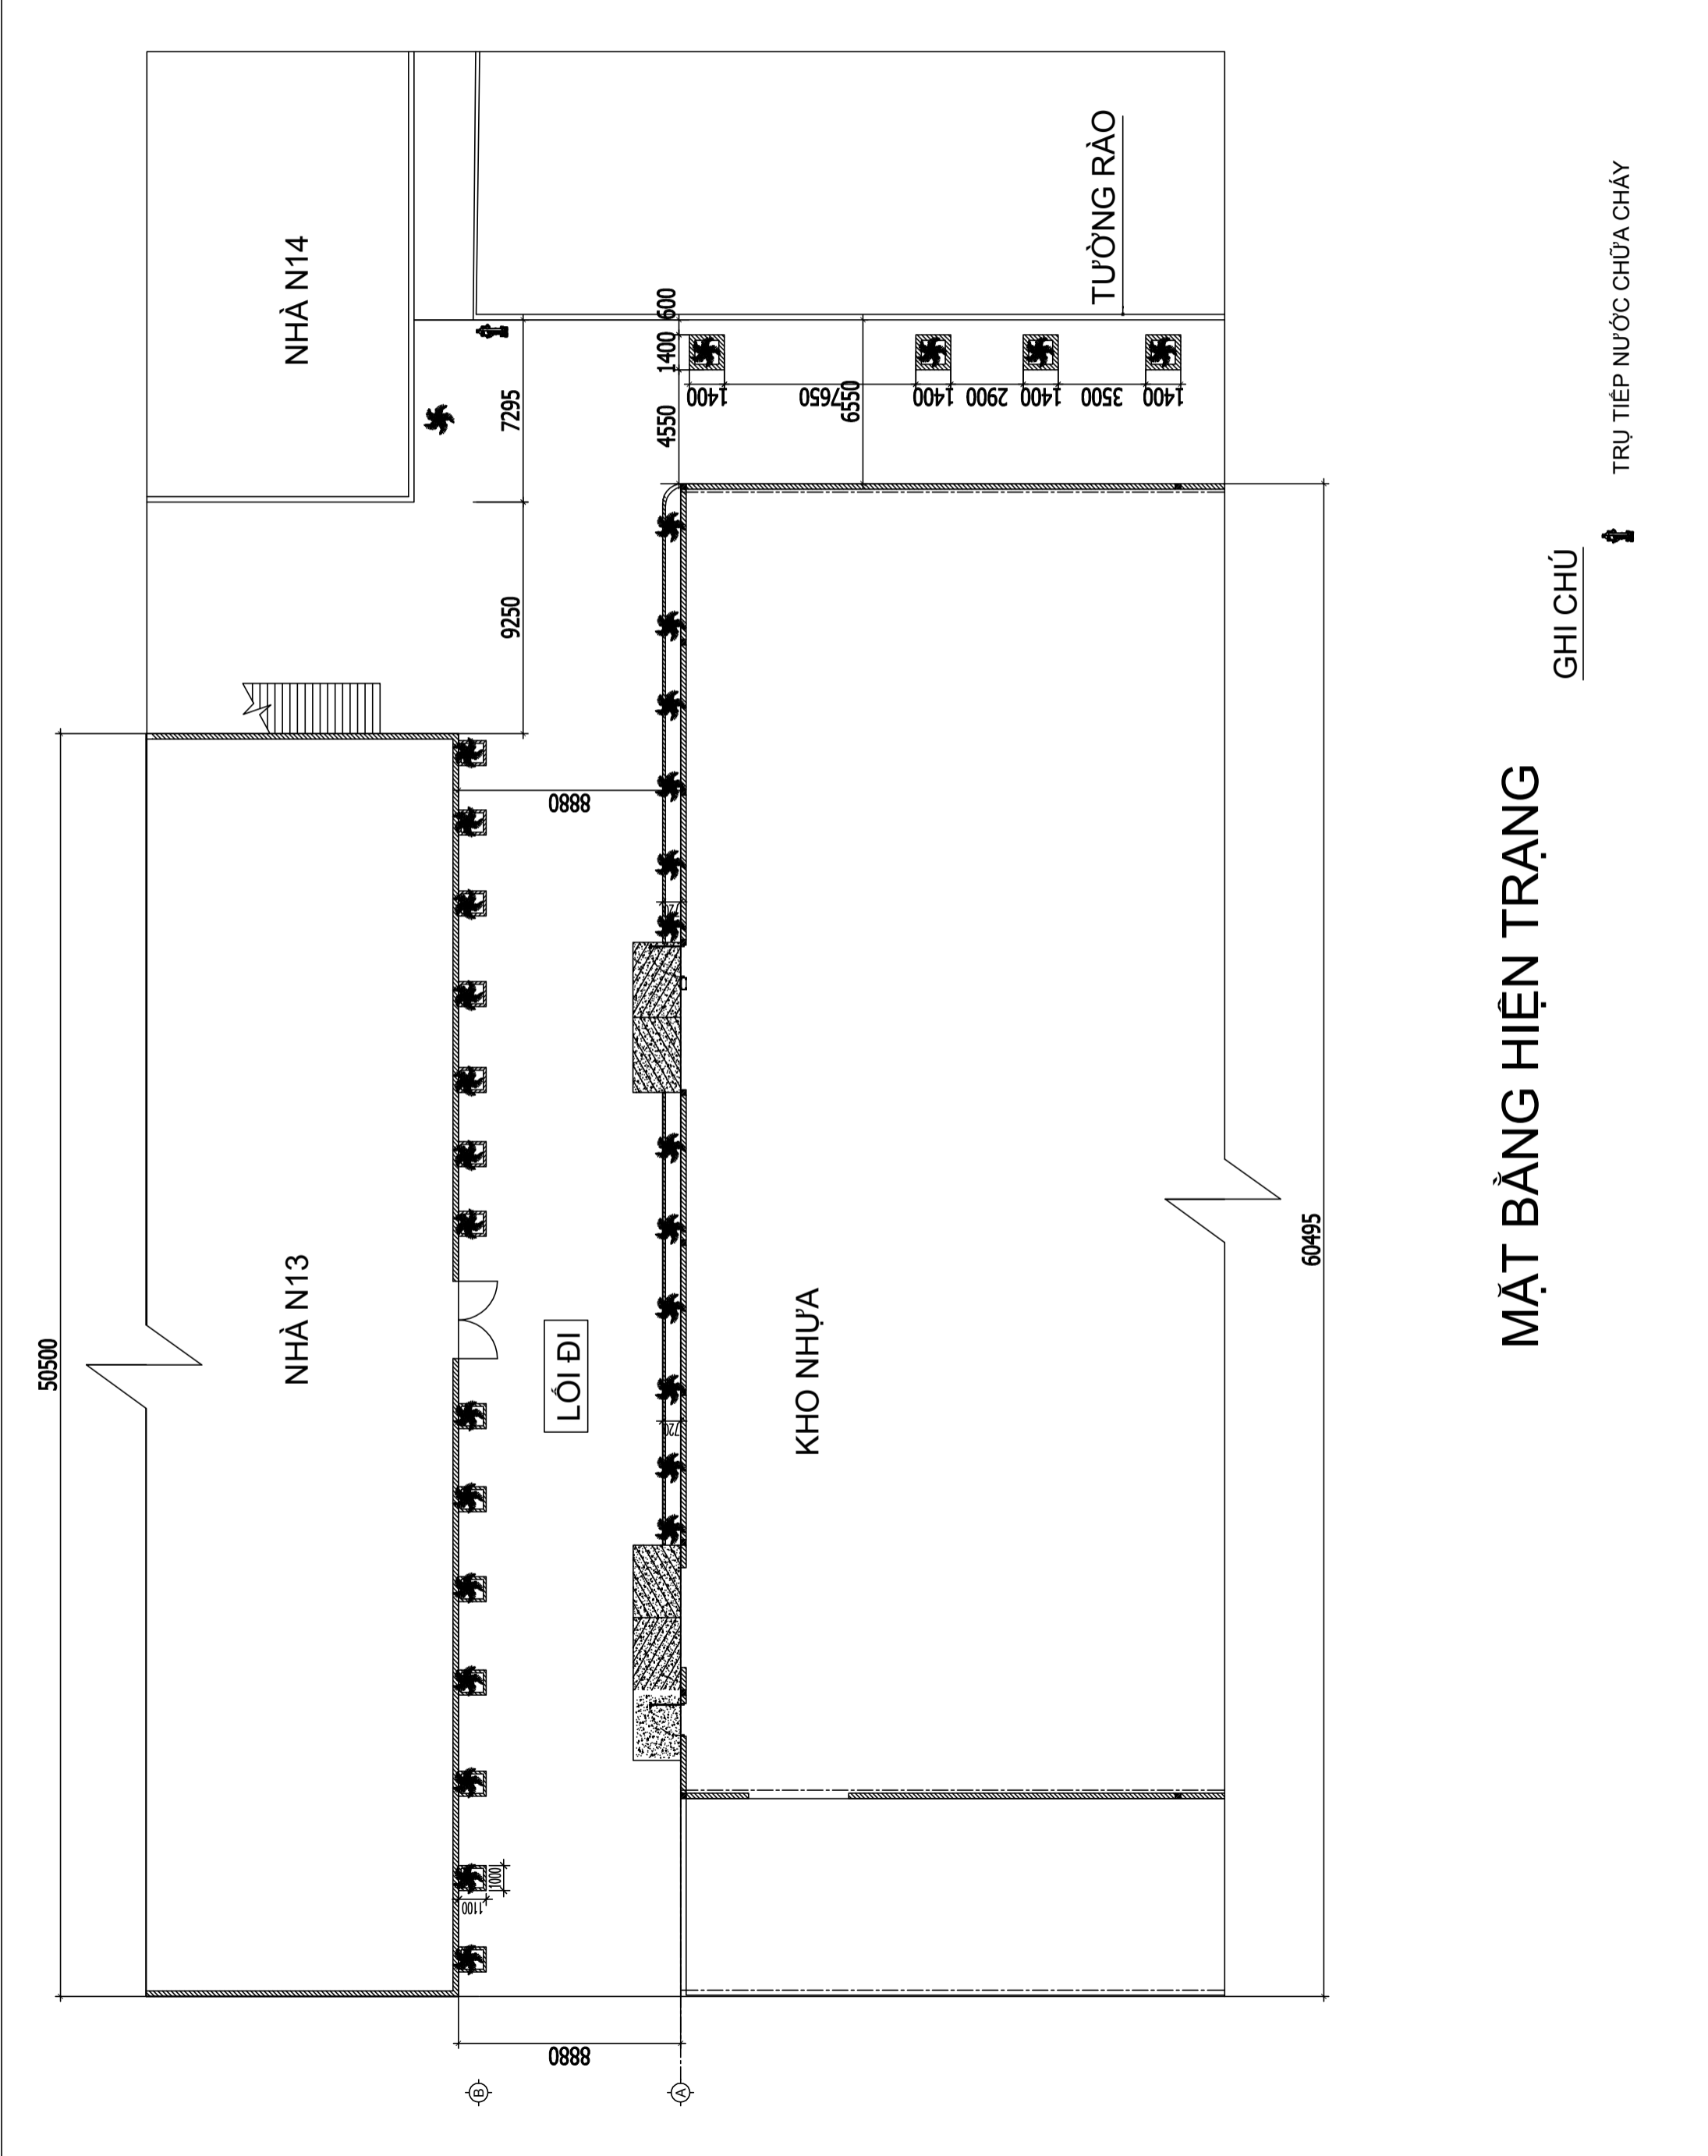 50500
NHÀ N13
NHÀ N14
9250
7295
8880
1100
1000
LỐI ĐI
8880
720
720
4550
1400
600
1400
7650
1400
2900
1400
3500
1400
6550
KHO NHỰA
TƯỜNG RÀO
60495
B
A
MẶT BẰNG HIỆN TRẠNG
GHI CHÚ
TRỤ TIẾP NƯỚC CHỮA CHÁY